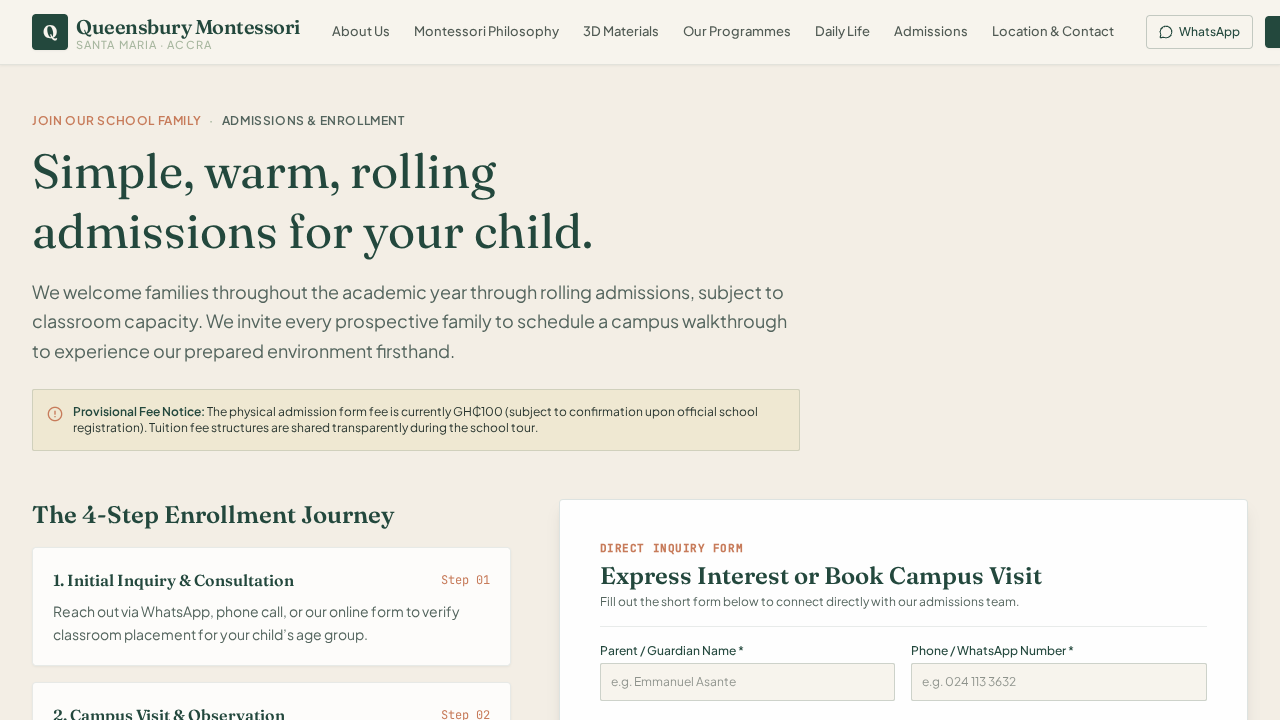 Q
Queensbury Montessori
SANTA MARIA · ACCRA
About Us
Montessori Philosophy
3D Materials
Our Programmes
Daily Life
Admissions
Location & Contact
WhatsApp
JOIN OUR SCHOOL FAMILY · ADMISSIONS & ENROLLMENT
Simple, warm, rolling
admissions for your child.
We welcome families throughout the academic year through rolling admissions, subject to
classroom capacity. We invite every prospective family to schedule a campus walkthrough
to experience our prepared environment firsthand.
Provisional Fee Notice: The physical admission form fee is currently GH₵100 (subject to confirmation upon official school
registration). Tuition fee structures are shared transparently during the school tour.
The 4-Step Enrollment Journey
1. Initial Inquiry & Consultation
Step 01
Reach out via WhatsApp, phone call, or our online form to verify
classroom placement for your child's age group.
2. Campus Visit & Observation
Step 02
DIRECT INQUIRY FORM
Express Interest or Book Campus Visit
Fill out the short form below to connect directly with our admissions team.
Parent / Guardian Name *
e.g. Emmanuel Asante
Phone / WhatsApp Number *
e.g. 024 113 3632